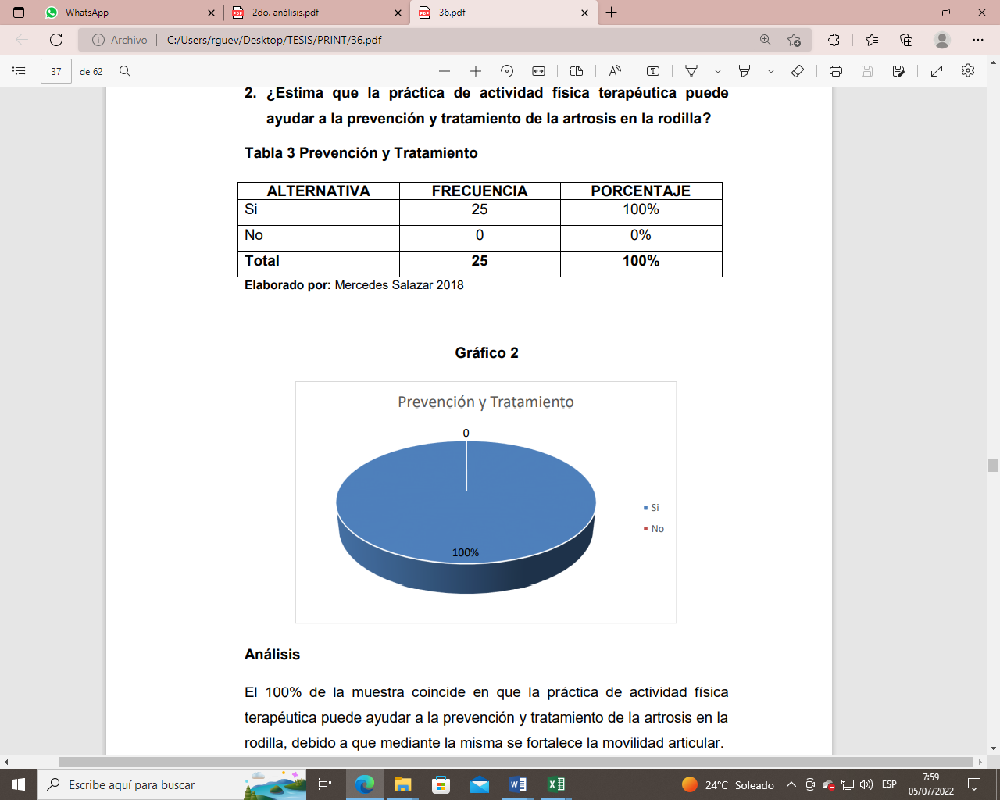 WhatsApp
2do. análisis.pdf
36.pdf
Archivo
C:/Users/rguev/Desktop/TESIS/PRINT/36.pdf
37 de 62
2. ¿Estima que la práctica de actividad física terapéutica puede
ayudar a la prevención y tratamiento de la artrosis en la rodilla?
Tabla 3 Prevención y Tratamiento
ALTERNATIVA FRECUENCIA PORCENTAJE
Si 25 100%
No 0 0%
Total 25 100%
Elaborado por: Mercedes Salazar 2018
Gráfico 2
Prevención y Tratamiento
0
Si
No
100%
Análisis
El 100% de la muestra coincide en que la práctica de actividad física
terapéutica puede ayudar a la prevención y tratamiento de la artrosis en la
rodilla, debido a que mediante la misma se fortalece la movilidad articular.
Escribe aquí para buscar
24°C Soleado
ESP
7:59
05/07/2022